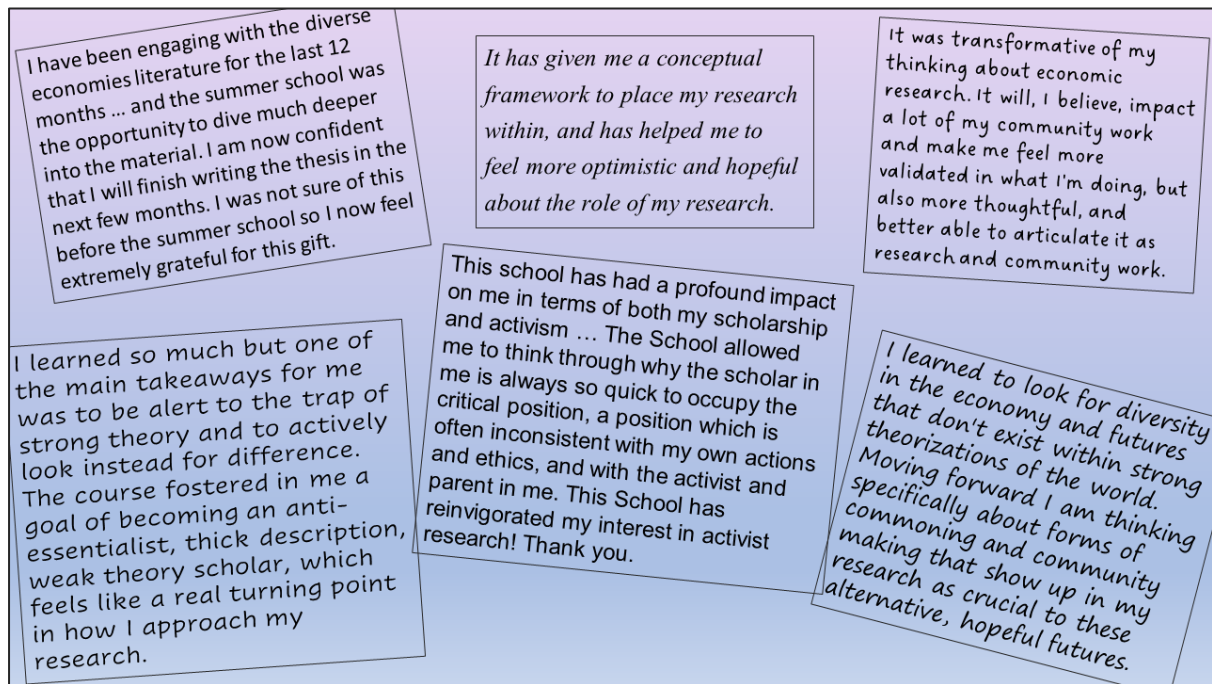 I have been engaging with the diverse
economies literature for the last 12
months ... and the summer school was
the opportunity to dive much deeper
into the material. I am now confident
that I will finish writing the thesis in the
next few months. I was not sure of this
before the summer school so I now feel
extremely grateful for this gift.
It has given me a conceptual
framework to place my research
within, and has helped me to
feel more optimistic and hopeful
about the role of my research.
It was transformative of my
thinking about economic
research. It will, I believe, impact
a lot of my community work
and make me feel more
validated in what I'm doing, but
also more thoughtful, and
better able to articulate it as
research and community work.
I learned so much but one of
the main takeaways for me
was to be alert to the trap of
strong theory and to actively
look instead for difference.
The course fostered in me a
goal of becoming an anti-
essentialist, thick description,
weak theory scholar, which
feels like a real turning point
in how I approach my
research.
This school has had a profound impact
on me in terms of both my scholarship
and activism ... The School allowed
me to think through why the scholar in
me is always so quick to occupy the
critical position, a position which is
often inconsistent with my own actions
and ethics, and with the activist and
parent in me. This School has
reinvigorated my interest in activist
research! Thank you.
I learned to look for diversity
in the economy and futures
that don't exist within strong
theorizations of the world.
Moving forward I am thinking
specifically about forms of
commoning and community
making that show up in my
research as crucial to these
alternative, hopeful futures.